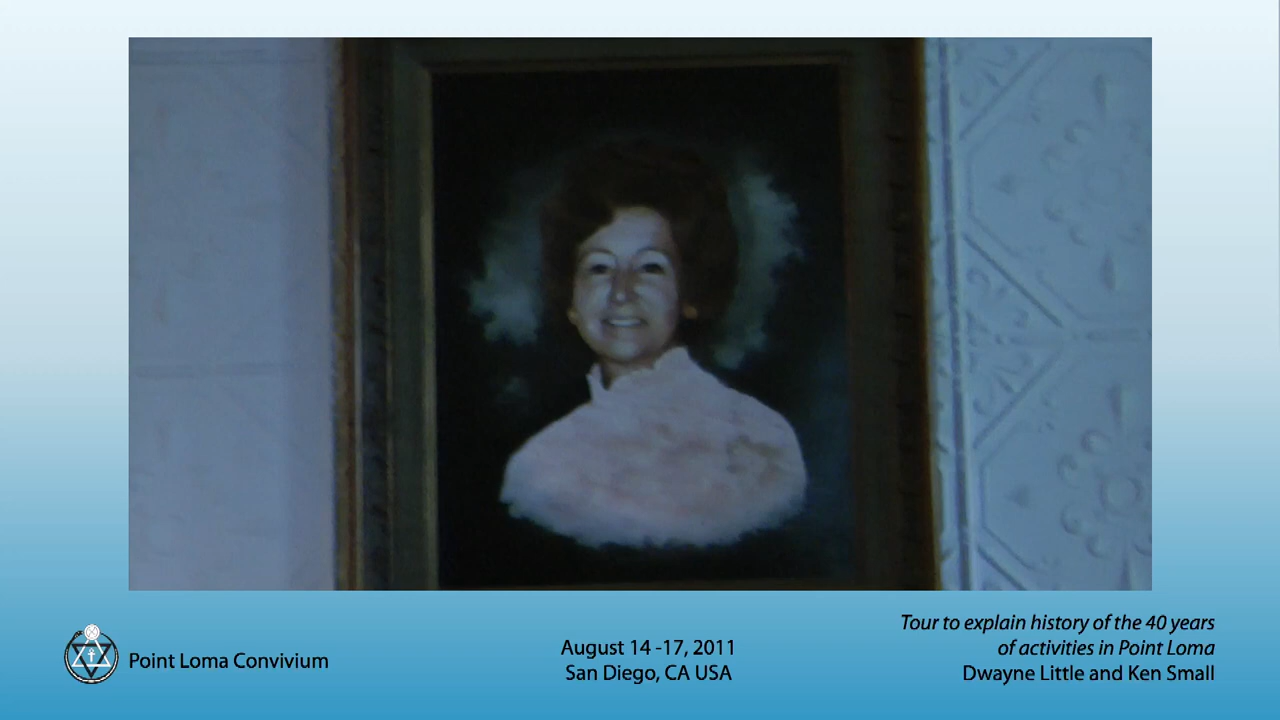 Point Loma Convivium
August 14 -17, 2011
San Diego, CA USA
Tour to explain history of the 40 years
of activities in Point Loma
Dwayne Little and Ken Small